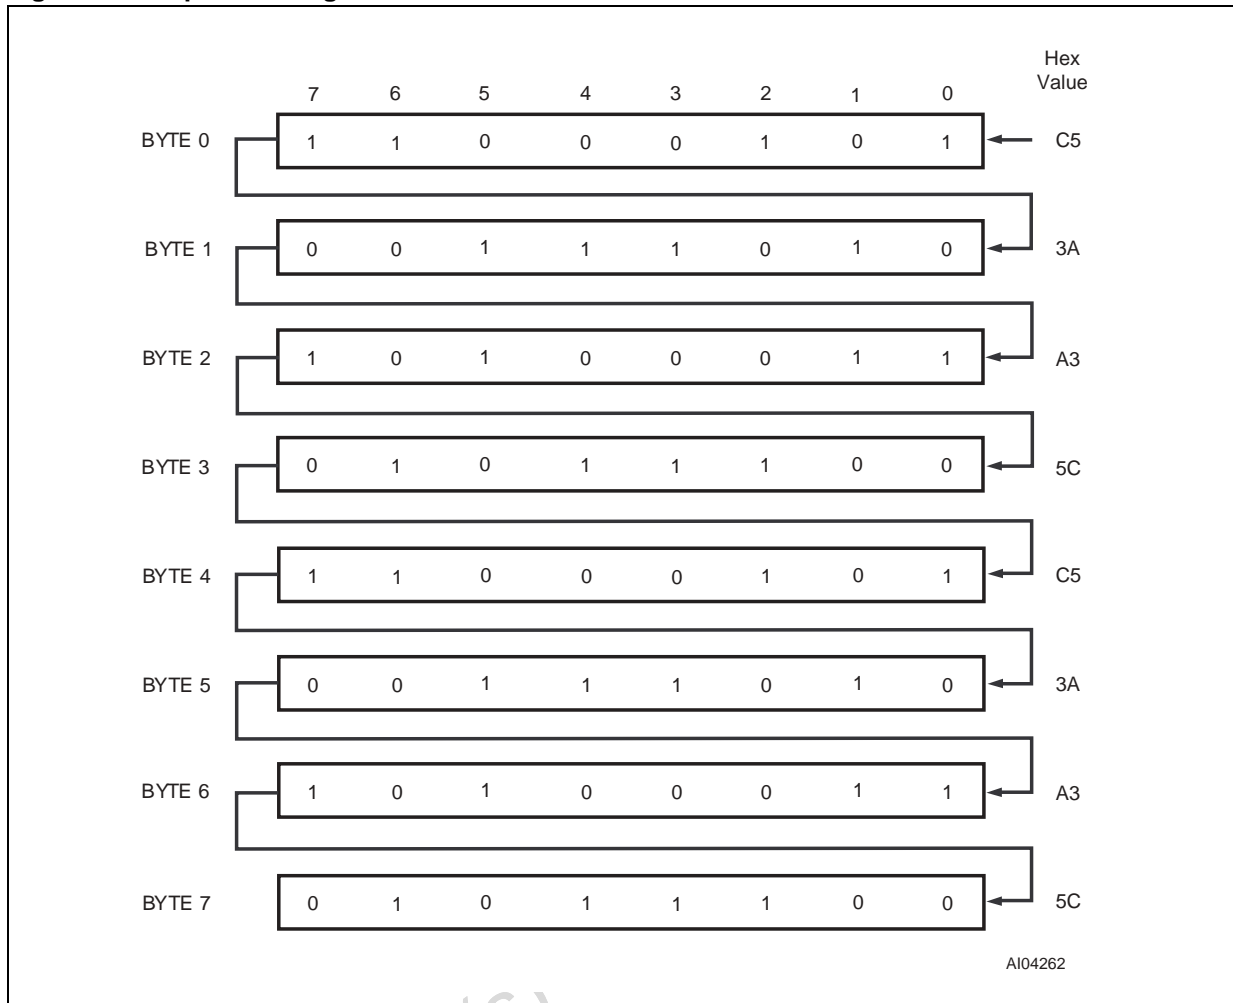 Hex
Value
7 6 5 4 3 2 1 0
BYTE 0 1 1 0 0 0 1 0 1 C5
BYTE 1 0 0 1 1 1 0 1 0 3A
BYTE 2 1 0 1 0 0 0 1 1 A3
BYTE 3 0 1 0 1 1 1 0 0 5C
BYTE 4 1 1 0 0 0 1 0 1 C5
BYTE 5 0 0 1 1 1 0 1 0 3A
BYTE 6 1 0 1 0 0 0 1 1 A3
BYTE 7 0 1 0 1 1 1 0 0 5C
AI04262